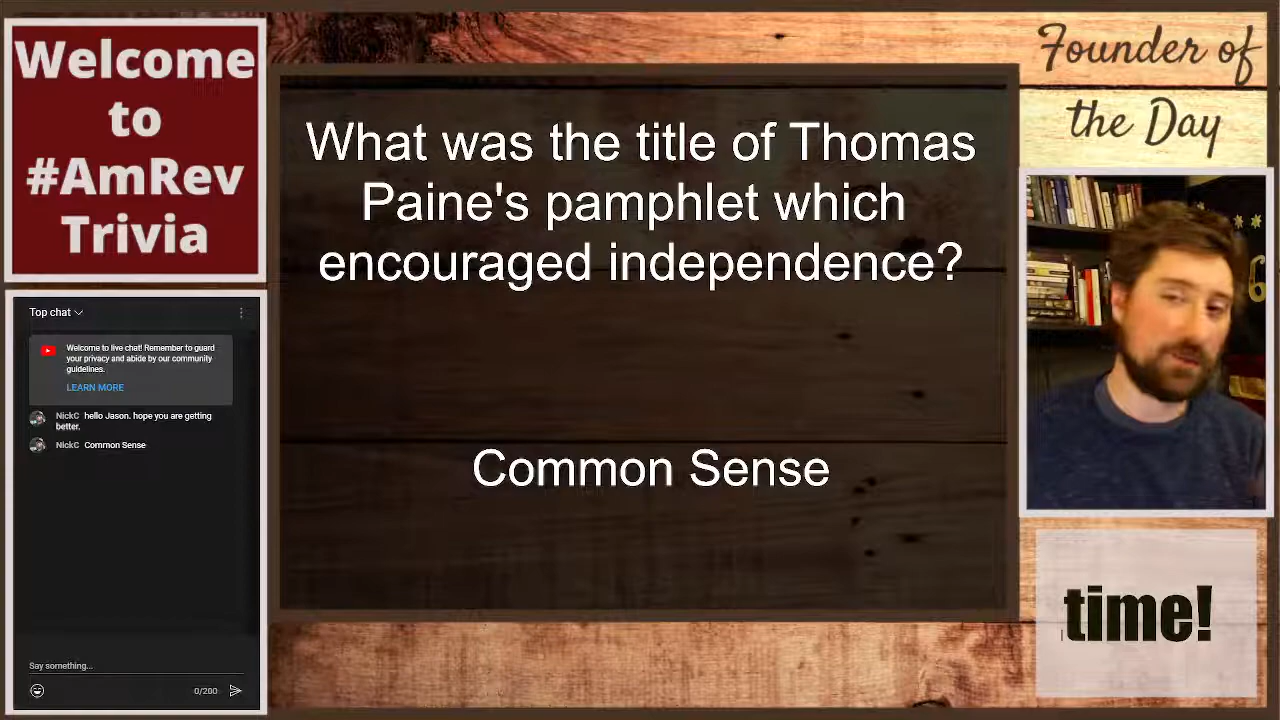 Welcome
to
#AmRev
Trivia
Top chat
Welcome to live chat! Remember to guard
your privacy and abide by our community
guidelines.
LEARN MORE
NickC hello Jason. hope you are getting
better.
NickC Common Sense
Say something...
0/200
What was the title of Thomas
Paine's pamphlet which
encouraged independence?
Common Sense
Founder of
the Day
6
time!